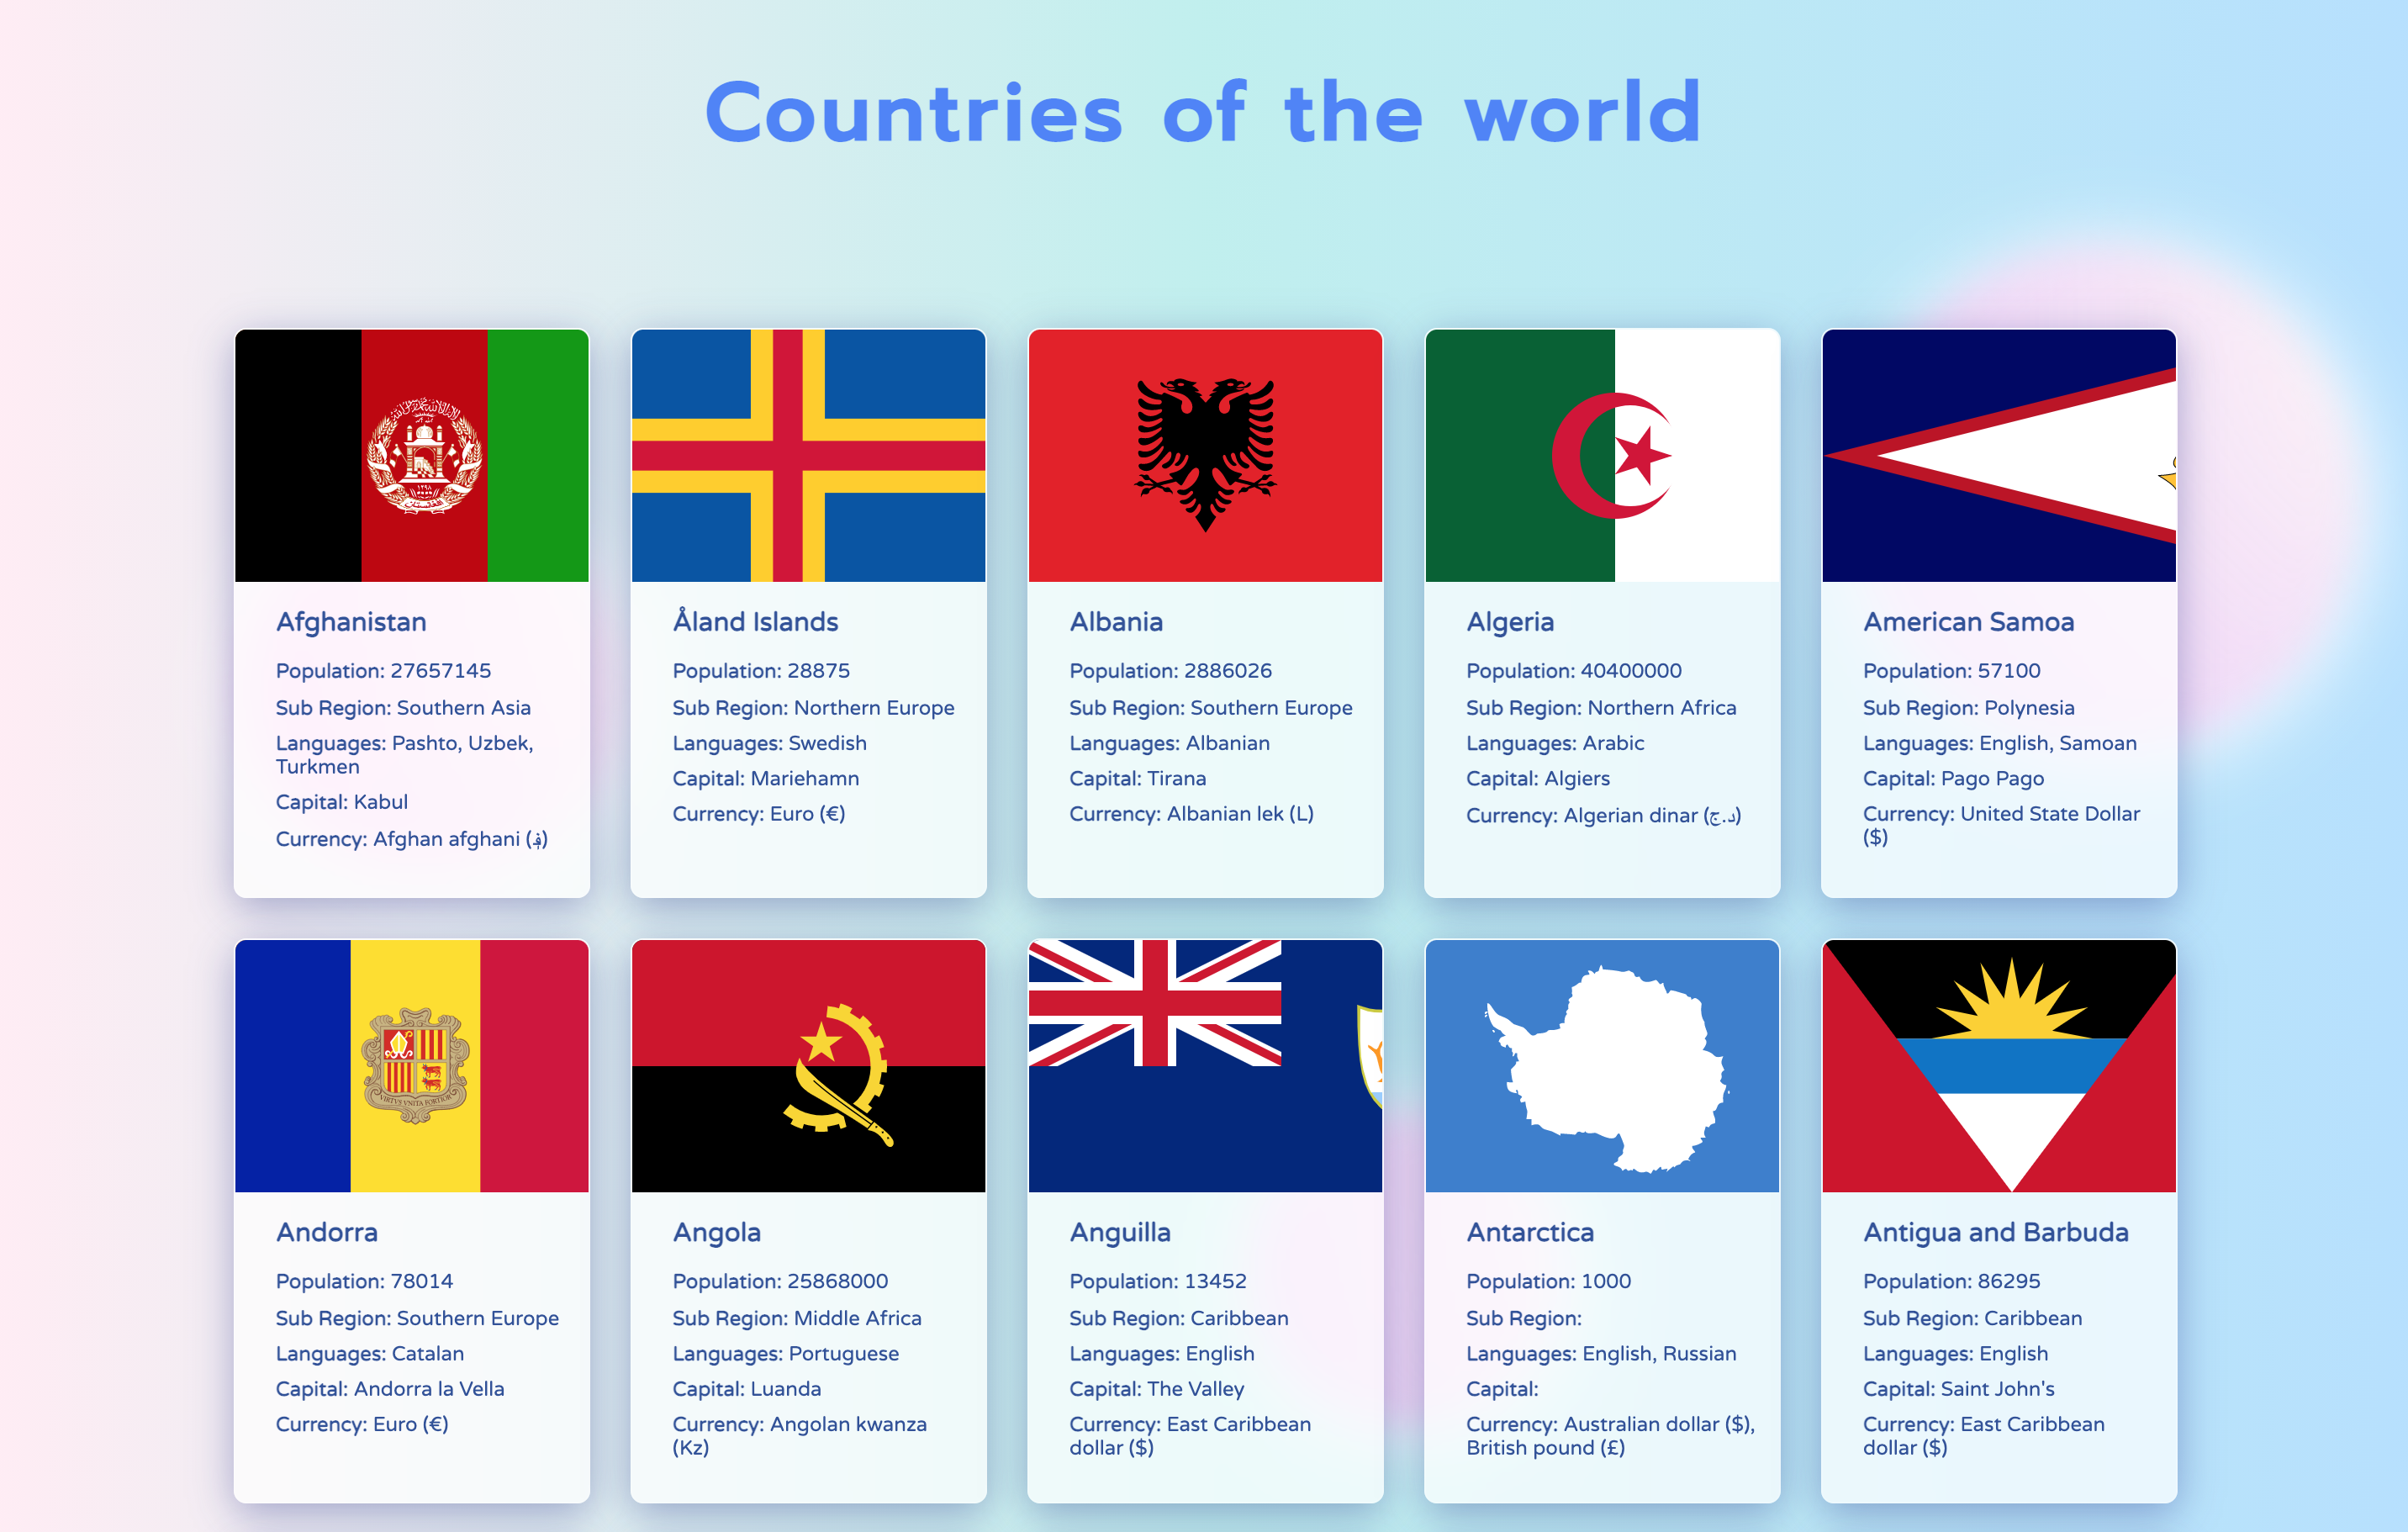 Countries of the world
Afghanistan
Population: 27657145
Sub Region: Southern Asia
Languages: Pashto, Uzbek,
Turkmen
Capital: Kabul
Currency: Afghan afghani (؋)
Åland Islands
Population: 28875
Sub Region: Northern Europe
Languages: Swedish
Capital: Mariehamn
Currency: Euro (€)
Albania
Population: 2886026
Sub Region: Southern Europe
Languages: Albanian
Capital: Tirana
Currency: Albanian lek (L)
Algeria
Population: 40400000
Sub Region: Northern Africa
Languages: Arabic
Capital: Algiers
Currency: Algerian dinar (د.ج)
American Samoa
Population: 57100
Sub Region: Polynesia
Languages: English, Samoan
Capital: Pago Pago
Currency: United State Dollar
($)
Andorra
Population: 78014
Sub Region: Southern Europe
Languages: Catalan
Capital: Andorra la Vella
Currency: Euro (€)
VIRTVS VNITA FORTIOR
Angola
Population: 25868000
Sub Region: Middle Africa
Languages: Portuguese
Capital: Luanda
Currency: Angolan kwanza
(Kz)
Anguilla
Population: 13452
Sub Region: Caribbean
Languages: English
Capital: The Valley
Currency: East Caribbean
dollar ($)
Antarctica
Population: 1000
Sub Region:
Languages: English, Russian
Capital:
Currency: Australian dollar ($),
British pound (£)
Antigua and Barbuda
Population: 86295
Sub Region: Caribbean
Languages: English
Capital: Saint John's
Currency: East Caribbean
dollar ($)